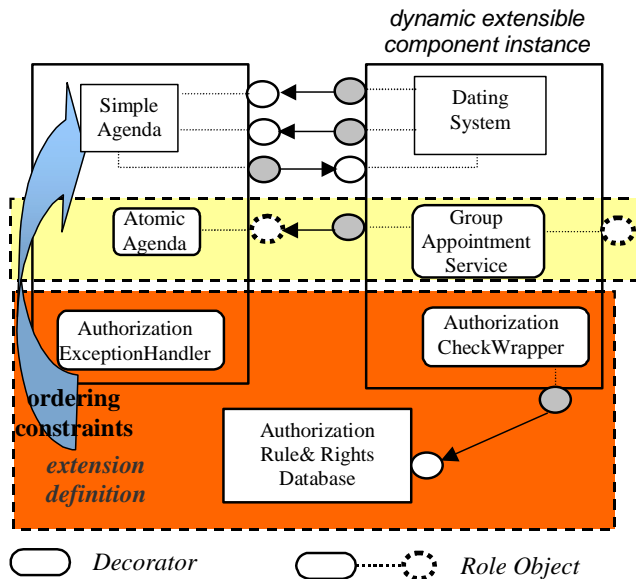 dynamic extensible
component instance
Simple
Agenda
Dating
System
Atomic
Agenda
Group
Appointment
Service
Authorization
ExceptionHandler
Authorization
CheckWrapper
ordering
constraints
extension
definition
Authorization
Rule& Rights
Database
Decorator
Role Object